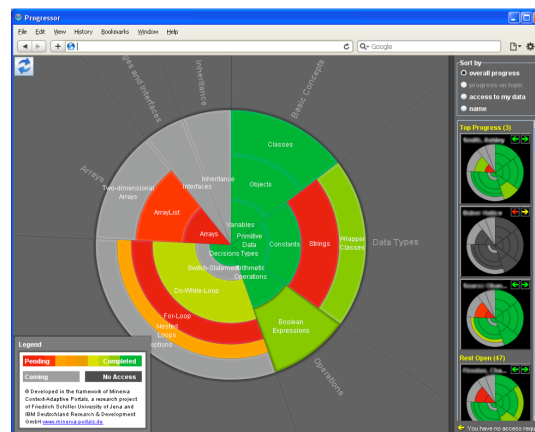 Progressor
File Edit View History Bookmarks Window Help
Google
Sort by
overall progress
progress on topic
access to my data
name
Top Progress (3)
Rest Open (47)
You have no access requ
Inheritance
Basic Concepts
Arrays
Data Types
Operations
Classes
Objects
Variables
Primitive
Data
Types
Constants
Strings
Wrapper
Classes
Decisions
Switch-Statement
Arithmetic
Operations
Boolean
Expressions
Do-While-Loop
For-Loop
Nested
Loops
Two-dimensional
Arrays
ArrayList
Arrays
Interfaces
Inheritance
ges and Interfaces
eptions
Legend
Pending Completed
Coming No Access
© Developed in the framework of Minerva
Context-Adaptive Portals, a research project
of Friedrich Schiller University of Jena and
IBM Deutschland Research & Development
GmbH www.minerva-portals.de